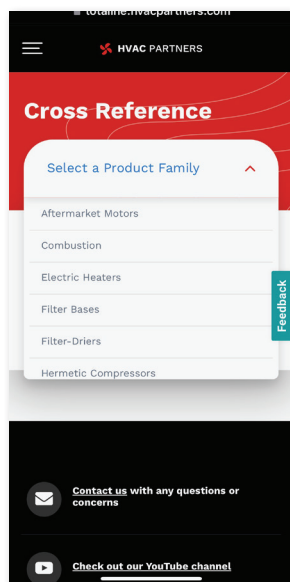 totaline.hvacpartners.com
HVAC PARTNERS
Cross Reference
Select a Product Family
Aftermarket Motors
Combustion
Electric Heaters
Filter Bases
Filter-Driers
Hermetic Compressors
Feedback
Contact us with any questions or
concerns
Check out our YouTube channel